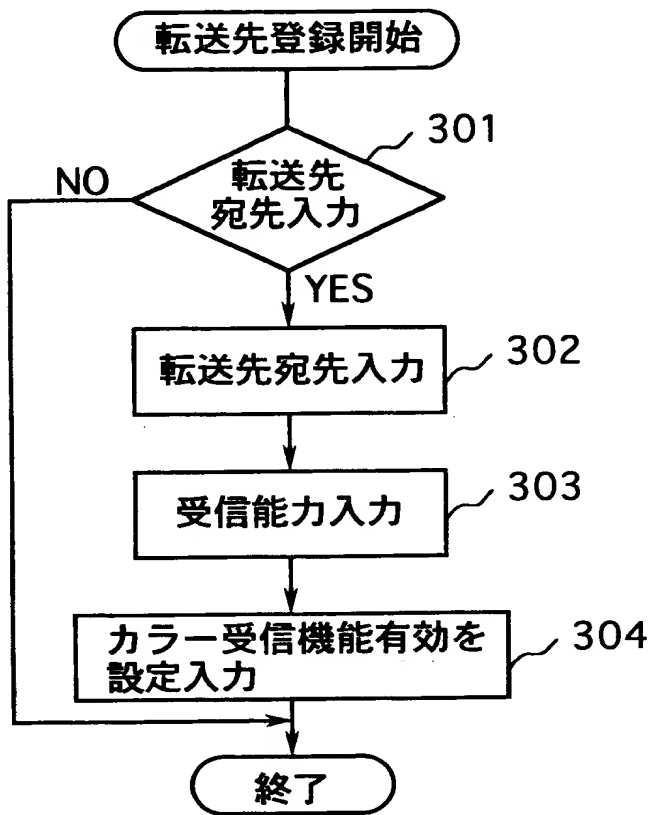 転送先登録開始
301
転送先
宛先入力
NO
YES
302
転送先宛先入力
303
受信能力入力
304
カラー受信機能有効を
設定入力
終了